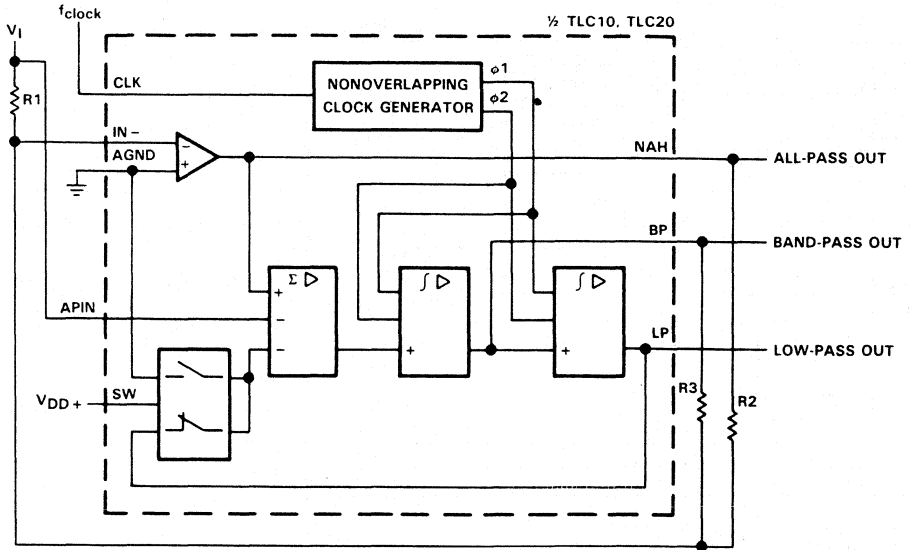 f clock
½ TLC10, TLC20
VI
CLK
NONOVERLAPPING
CLOCK GENERATOR
φ1
φ2
R1
IN −
AGND
−
+
NAH
ALL-PASS OUT
BP
BAND-PASS OUT
Σ ▷
∫ ▷
∫ ▷
+
APIN
−
−
+
+
LP
LOW-PASS OUT
SW
VDD +
R3
R2